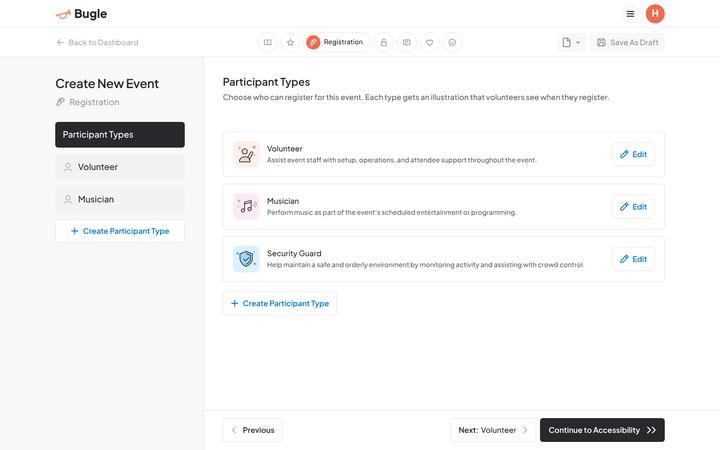 Bugle
H
Back to Dashboard
Registration
Save As Draft
Create New Event
Registration
Participant Types
Volunteer
Musician
Create Participant Type
Participant Types
Choose who can register for this event. Each type gets an illustration that volunteers see when they register.
Volunteer
Assist event staff with setup, operations, and attendee support throughout the event.
Edit
Musician
Perform music as part of the event's scheduled entertainment or programming.
Edit
Security Guard
Help maintain a safe and orderly environment by monitoring activity and assisting with crowd control.
Edit
Create Participant Type
Previous
Next: Volunteer
Continue to Accessibility